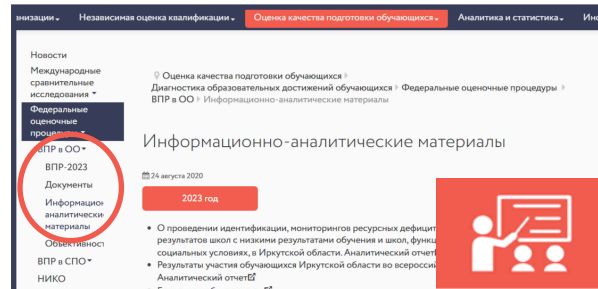 Независимая оценка квалификации
Оценка качества подготовки обучающихся
Аналитика и статистика
Новости
Международные
сравнительные
исследования
Федеральные
оценочные
процедуры
ВПР в ОО
ВПР-2023
Документы
Информацио
аналитически
материалы
Объективност
ВПР в СПО
НИКО
Оценка качества подготовки обучающихся
Диагностика образовательных достижений обучающихся Федеральные оценочные процедуры
ВПР в ОО Информационно-аналитические материалы
Информационно-аналитические материалы
24 августа 2020
2023 год
• О проведении идентификации, мониторингов ресурсных дефицит
результатов школ с низкими результатами обучения и школ, функц
социальных условиях, в Иркутской области. Аналитический отчет
• Результаты участия обучающихся Иркутской области во всеросси
Аналитический отчет